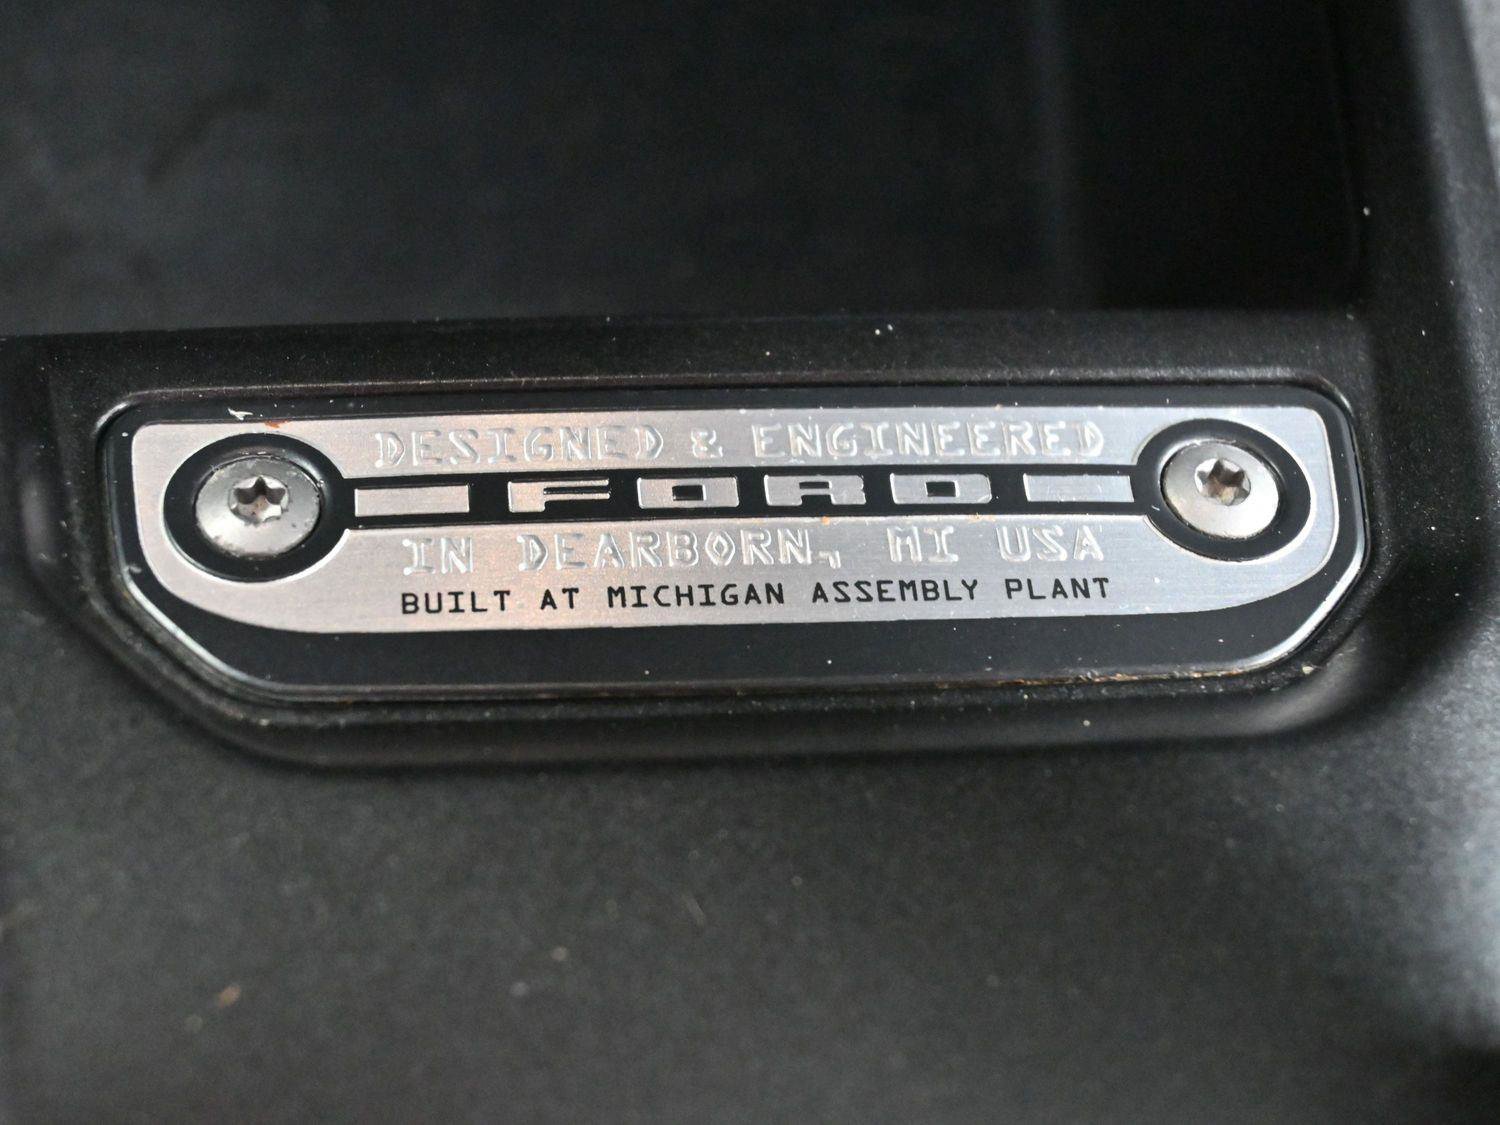 DESIGNED & ENGINEERED
FORD
IN DEARBORN, MI USA
BUILT AT MICHIGAN ASSEMBLY PLANT